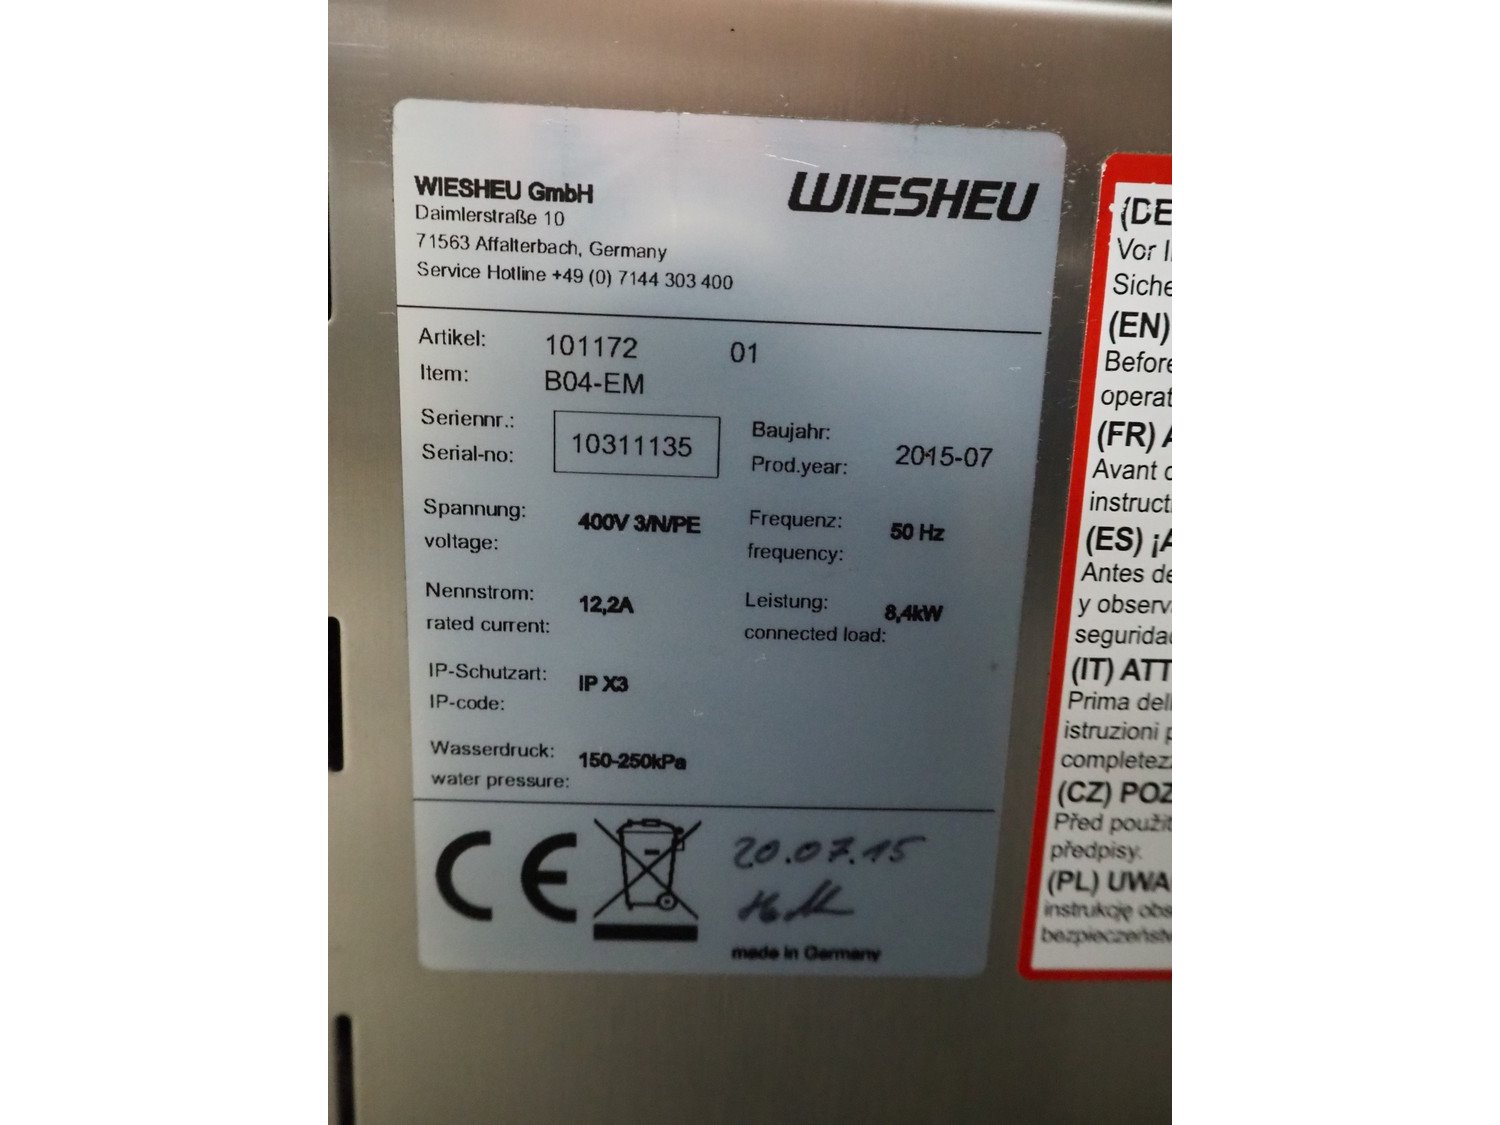 WIESHEU GmbH
Daimlerstraße 10
71563 Affalterbach, Germany
Service Hotline +49 (0) 7144 303 400
WIESHEU
Artikel: 101172 01
Item: B04-EM
Seriennr.:
Serial-no: 10311135
Baujahr:
Prod.year: 2015-07
Spannung:
voltage: 400V 3/N/PE
Frequenz:
frequency: 50 Hz
Nennstrom:
rated current: 12,2A
Leistung:
connected load: 8,4kW
IP-Schutzart:
IP-code: IP X3
Wasserdruck:
water pressure: 150-250kPa
CE
20.07.15
made in Germany
(DE
Vor I
Siche
(EN)
Before
operat
(FR) A
Avant d
instruct
(ES) ¡A
Antes de
y observ
seguridad
(IT) ATT
Prima dell
istruzioni p
completez
(CZ) POZ
Před použit
předpisy.
(PL) UWA
instrukcję obs
bezpieczeństw